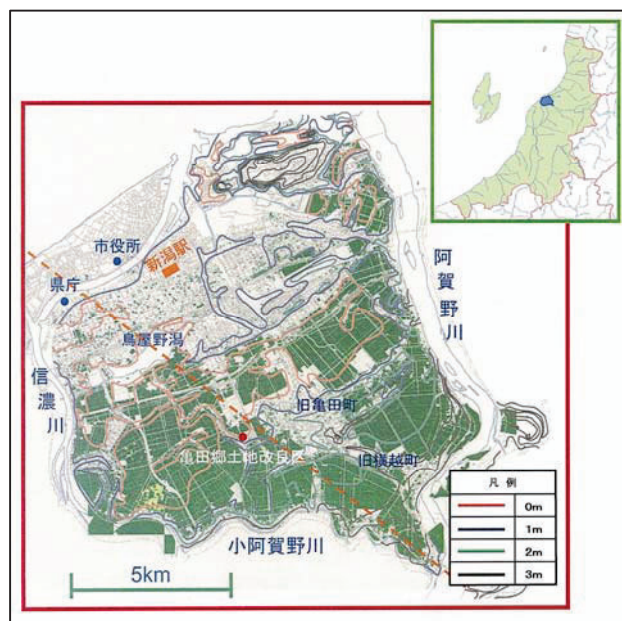 市役所
新潟駅
県庁
阿賀野川
鳥屋野潟
信濃川
旧亀田町
亀田郷土地改良区
旧横越町
小阿賀野川
5km
凡例
0m
1m
2m
3m